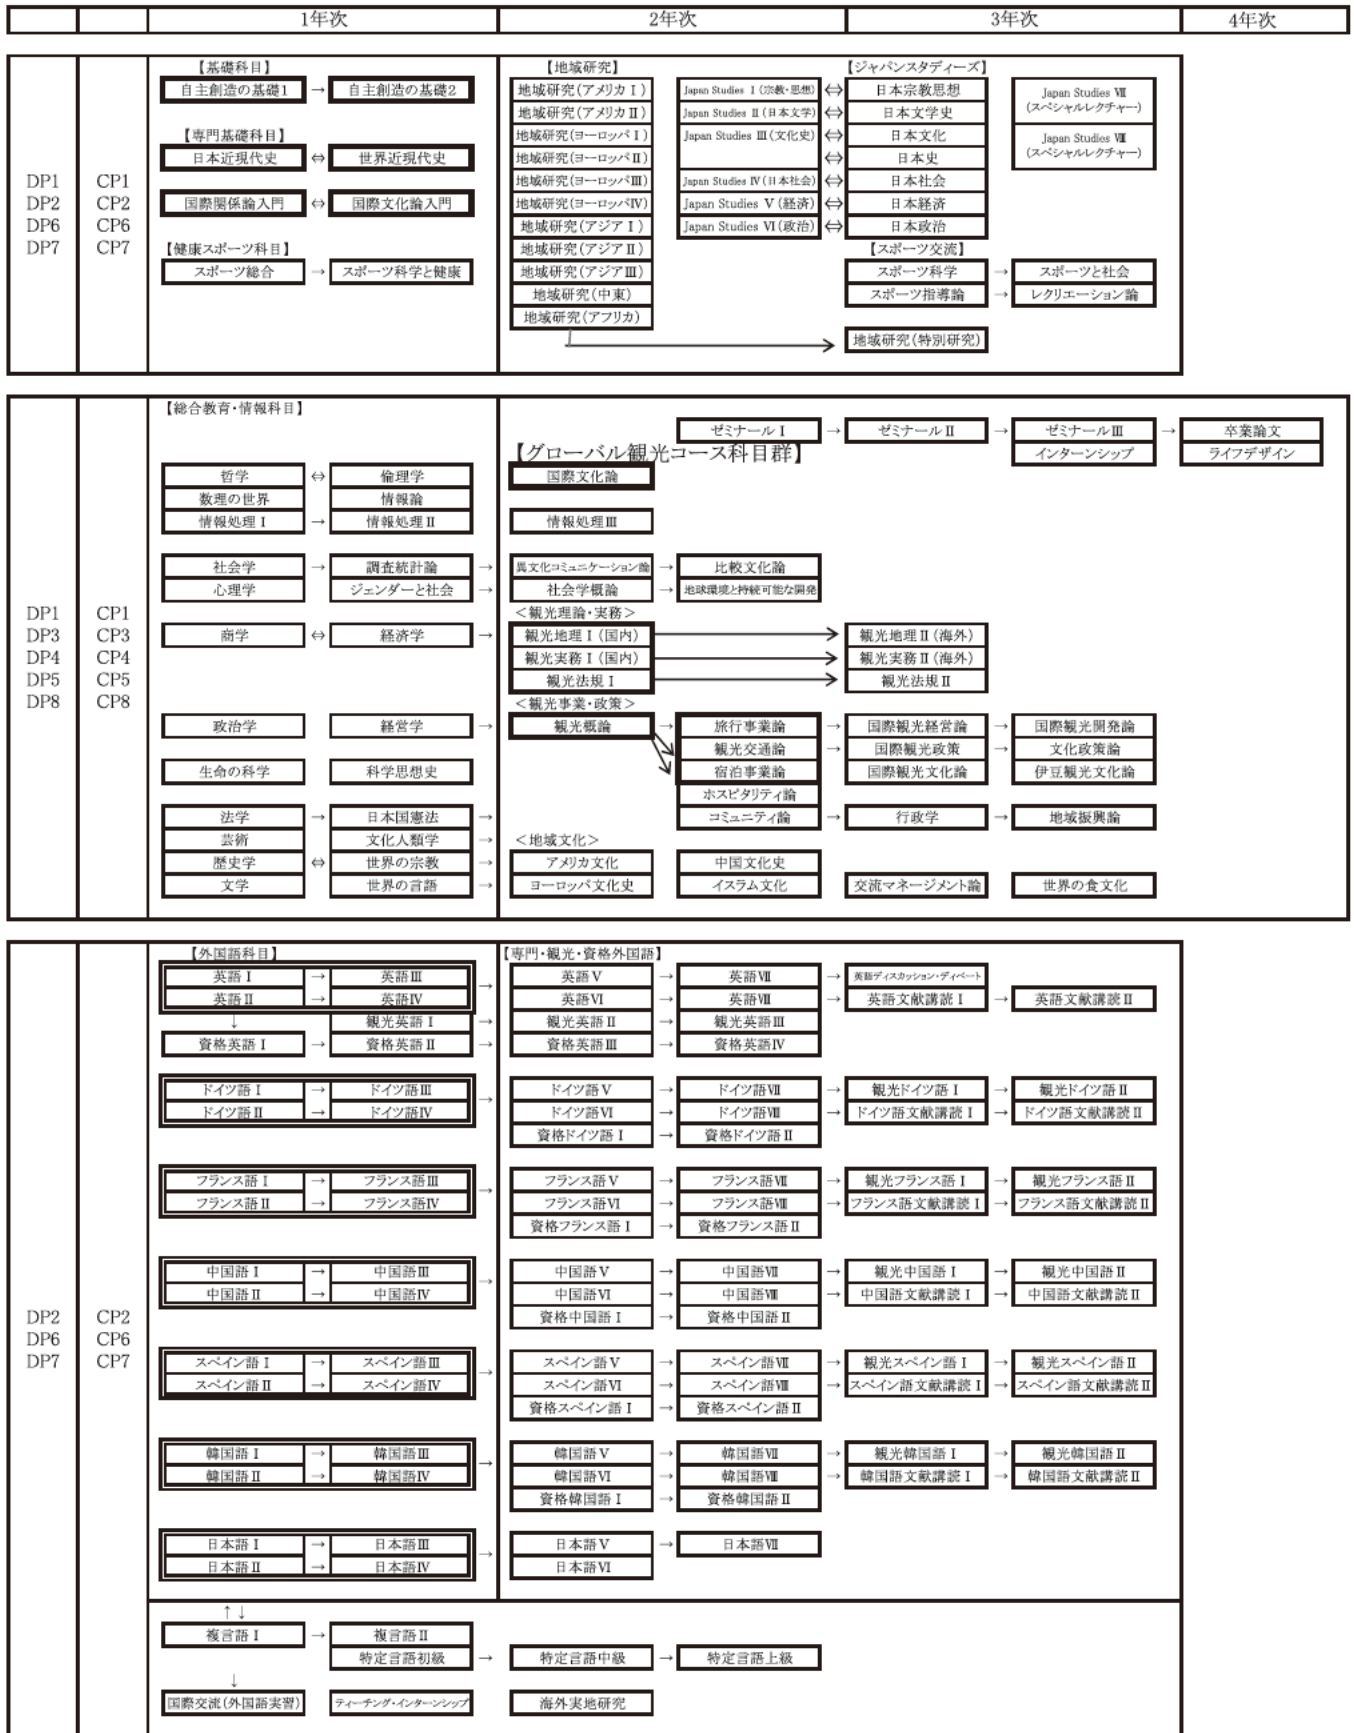 1年次 2年次 3年次 4年次
【基礎科目】 【地域研究】 【ジャパンスタディーズ】
自主創造の基礎1 → 自主創造の基礎2 地域研究(アメリカⅠ) Japan Studies Ⅰ(宗教・思想) ⇔ 日本宗教思想 Japan Studies Ⅶ
(スペシャルレクチャー)
地域研究(アメリカⅡ) Japan Studies Ⅱ(日本文学) ⇔ 日本文学史
【専門基礎科目】 地域研究(ヨーロッパⅠ) Japan Studies Ⅲ(文化史) ⇔ 日本文化 Japan Studies Ⅷ
(スペシャルレクチャー)
日本近現代史 ⇔ 世界近現代史 地域研究(ヨーロッパⅡ) ⇔ 日本史
DP1 CP1 地域研究(ヨーロッパⅢ) Japan Studies Ⅳ(日本社会) ⇔ 日本社会
DP2 CP2 国際関係論入門 ⇔ 国際文化論入門 地域研究(ヨーロッパⅣ) Japan Studies Ⅴ(経済) ⇔ 日本経済
DP6 CP6 地域研究(アジアⅠ) Japan Studies Ⅵ(政治) ⇔ 日本政治
DP7 CP7 【健康スポーツ科目】 地域研究(アジアⅡ) 【スポーツ交流】
スポーツ総合 → スポーツ科学と健康 地域研究(アジアⅢ) スポーツ科学 → スポーツと社会
地域研究(中東) スポーツ指導論 → レクリエーション論
地域研究(アフリカ)
地域研究(特別研究)
【総合教育・情報科目】
ゼミナールⅠ → ゼミナールⅡ → ゼミナールⅢ → 卒業論文
【グローバル観光コース科目群】 インターンシップ ライフデザイン
哲学 ⇔ 倫理学 国際文化論
数理の世界 情報論
情報処理Ⅰ → 情報処理Ⅱ 情報処理Ⅲ
社会学 → 調査統計論 → 異文化コミュニケーション論 → 比較文化論
心理学 ジェンダーと社会 → 社会学概論 → 地球環境と持続可能な開発
DP1 CP1 <観光理論・実務>
DP3 CP3 商学 ⇔ 経済学 → 観光地理Ⅰ(国内) → 観光地理Ⅱ(海外)
DP4 CP4 観光実務Ⅰ(国内) → 観光実務Ⅱ(海外)
DP5 CP5 観光法規Ⅰ → 観光法規Ⅱ
DP8 CP8 <観光事業・政策>
政治学 経営学 → 観光概論 → 旅行事業論 → 国際観光経営論 → 国際観光開発論
観光交通論 → 国際観光政策 → 文化政策論
生命の科学 科学思想史 宿泊事業論 国際観光文化論 伊豆観光文化論
ホスピタリティ論
法学 → 日本国憲法 → コミュニティ論 → 行政学 → 地域振興論
芸術 文化人類学 → <地域文化>
歴史学 ⇔ 世界の宗教 → アメリカ文化 中国文化史
文学 世界の言語 → ヨーロッパ文化史 イスラム文化 交流マネージメント論 世界の食文化
【外国語科目】 【専門・観光・資格外国語】
英語Ⅰ → 英語Ⅲ → 英語Ⅴ → 英語Ⅶ → 英語ディスカッション・ディベート
英語Ⅱ → 英語Ⅳ 英語Ⅵ → 英語Ⅷ → 英語文献講読Ⅰ → 英語文献講読Ⅱ
↓ 観光英語Ⅰ → 観光英語Ⅱ → 観光英語Ⅲ
資格英語Ⅰ → 資格英語Ⅱ → 資格英語Ⅲ → 資格英語Ⅳ
ドイツ語Ⅰ → ドイツ語Ⅲ → ドイツ語Ⅴ → ドイツ語Ⅶ → 観光ドイツ語Ⅰ → 観光ドイツ語Ⅱ
ドイツ語Ⅱ → ドイツ語Ⅳ ドイツ語Ⅵ → ドイツ語Ⅷ → ドイツ語文献講読Ⅰ → ドイツ語文献講読Ⅱ
資格ドイツ語Ⅰ → 資格ドイツ語Ⅱ
フランス語Ⅰ → フランス語Ⅲ → フランス語Ⅴ → フランス語Ⅶ → 観光フランス語Ⅰ → 観光フランス語Ⅱ
フランス語Ⅱ → フランス語Ⅳ フランス語Ⅵ → フランス語Ⅷ → フランス語文献講読Ⅰ → フランス語文献講読Ⅱ
資格フランス語Ⅰ → 資格フランス語Ⅱ
中国語Ⅰ → 中国語Ⅲ → 中国語Ⅴ → 中国語Ⅶ → 観光中国語Ⅰ → 観光中国語Ⅱ
中国語Ⅱ → 中国語Ⅳ 中国語Ⅵ → 中国語Ⅷ → 中国語文献講読Ⅰ → 中国語文献講読Ⅱ
DP2 CP2 資格中国語Ⅰ → 資格中国語Ⅱ
DP6 CP6
DP7 CP7 スペイン語Ⅰ → スペイン語Ⅲ → スペイン語Ⅴ → スペイン語Ⅶ → 観光スペイン語Ⅰ → 観光スペイン語Ⅱ
スペイン語Ⅱ → スペイン語Ⅳ スペイン語Ⅵ → スペイン語Ⅷ → スペイン語文献講読Ⅰ → スペイン語文献講読Ⅱ
資格スペイン語Ⅰ → 資格スペイン語Ⅱ
韓国語Ⅰ → 韓国語Ⅲ → 韓国語Ⅴ → 韓国語Ⅶ → 観光韓国語Ⅰ → 観光韓国語Ⅱ
韓国語Ⅱ → 韓国語Ⅳ 韓国語Ⅵ → 韓国語Ⅷ → 韓国語文献講読Ⅰ → 韓国語文献講読Ⅱ
資格韓国語Ⅰ → 資格韓国語Ⅱ
日本語Ⅰ → 日本語Ⅲ → 日本語Ⅴ → 日本語Ⅶ
日本語Ⅱ → 日本語Ⅳ 日本語Ⅵ
↑↓
複言語Ⅰ → 複言語Ⅱ
特定言語初級 → 特定言語中級 → 特定言語上級
↓
国際交流(外国語実習) ティーチング・インターンシップ 海外実地研究